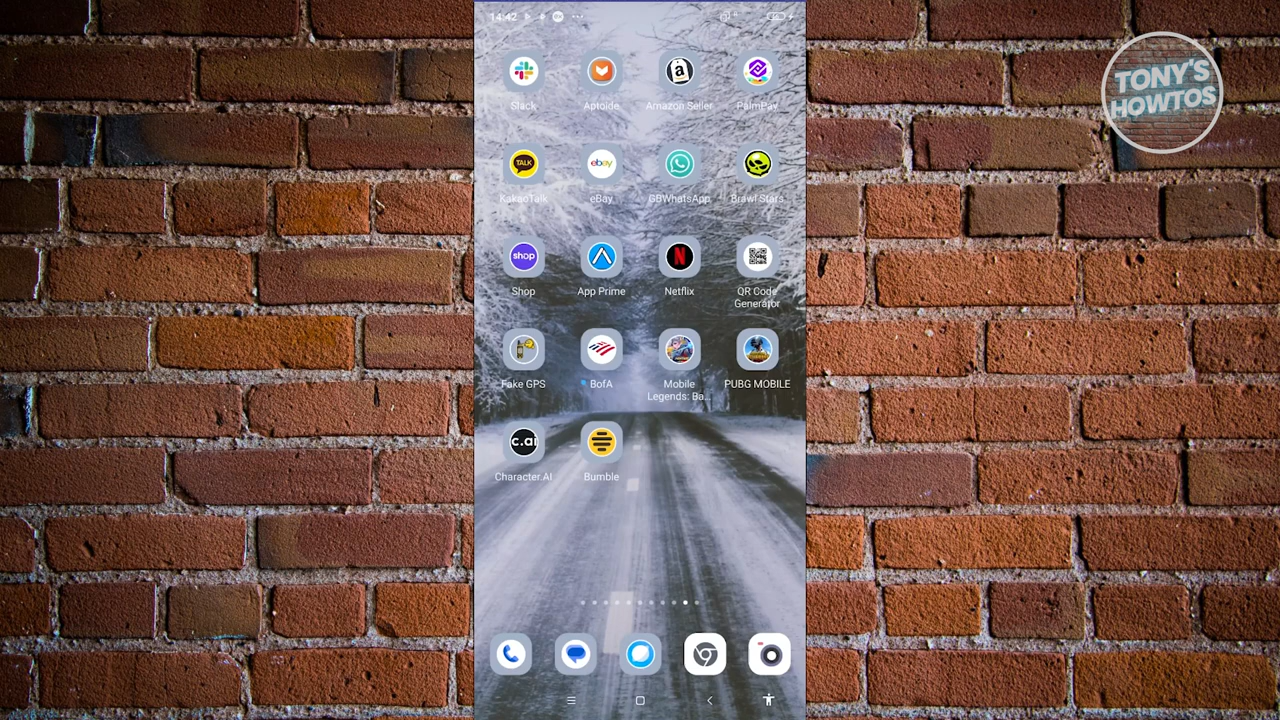 14:42
TONY'S
HOWTOS
Slack
Aptoide
Amazon Seller
PalmPay
TALK
ebay
KakaoTalk
eBay
GBWhatsApp
Brawl Stars
shop
N
Shop
App Prime
Netflix
QR Code
Generator
Fake GPS
BofA
Mobile
Legends: Ba...
PUBG MOBILE
c.ai
Character.AI
Bumble